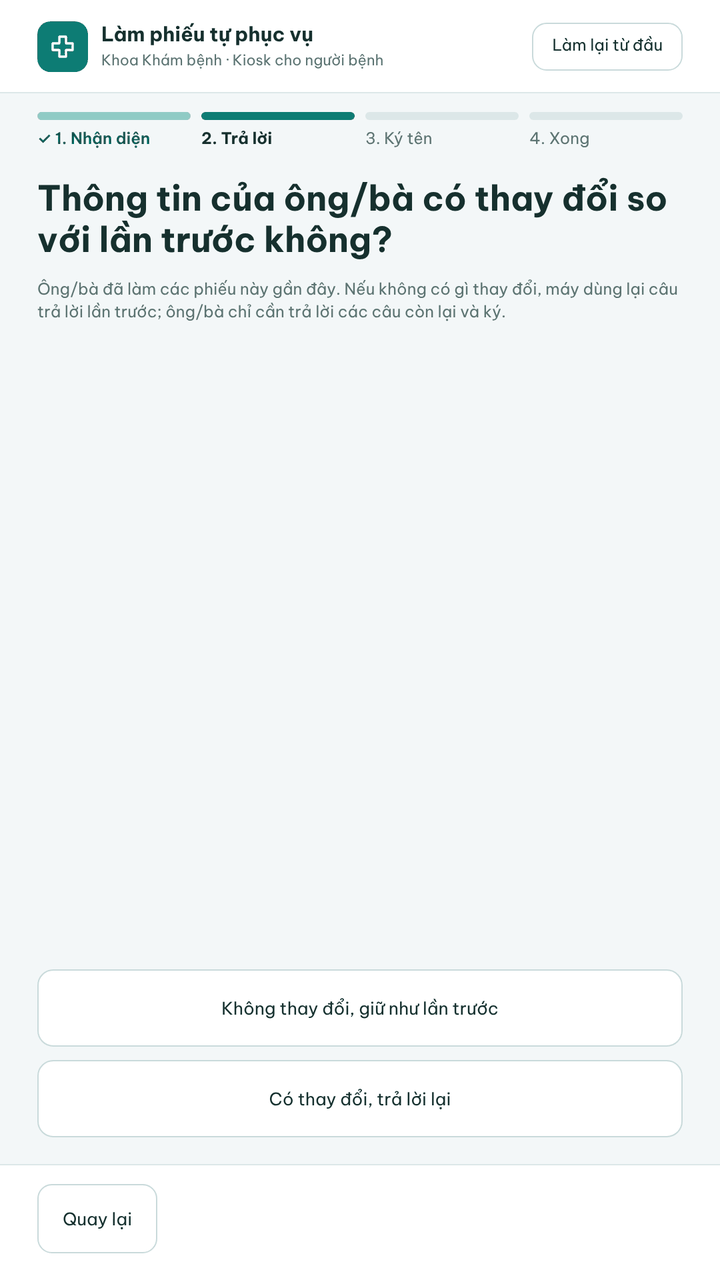 Làm phiếu tự phục vụ
Khoa Khám bệnh · Kiosk cho người bệnh
Làm lại từ đầu
✓ 1. Nhận diện
2. Trả lời
3. Ký tên
4. Xong
Thông tin của ông/bà có thay đổi so
với lần trước không?
Ông/bà đã làm các phiếu này gần đây. Nếu không có gì thay đổi, máy dùng lại câu
trả lời lần trước; ông/bà chỉ cần trả lời các câu còn lại và ký.
Không thay đổi, giữ như lần trước
Có thay đổi, trả lời lại
Quay lại